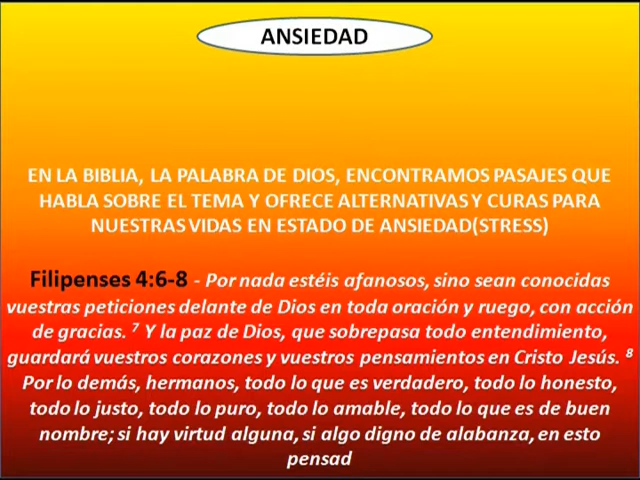 ANSIEDAD
EN LA BIBLIA, LA PALABRA DE DIOS, ENCONTRAMOS PASAJES QUE
HABLA SOBRE EL TEMA Y OFRECE ALTERNATIVAS Y CURAS PARA
NUESTRAS VIDAS EN ESTADO DE ANSIEDAD(STRESS)
Filipenses 4:6-8 - Por nada estéis afanosos, sino sean conocidas
vuestras peticiones delante de Dios en toda oración y ruego, con acción
de gracias. ⁷ Y la paz de Dios, que sobrepasa todo entendimiento,
guardará vuestros corazones y vuestros pensamientos en Cristo Jesús. ⁸
Por lo demás, hermanos, todo lo que es verdadero, todo lo honesto,
todo lo justo, todo lo puro, todo lo amable, todo lo que es de buen
nombre; si hay virtud alguna, si algo digno de alabanza, en esto
pensad